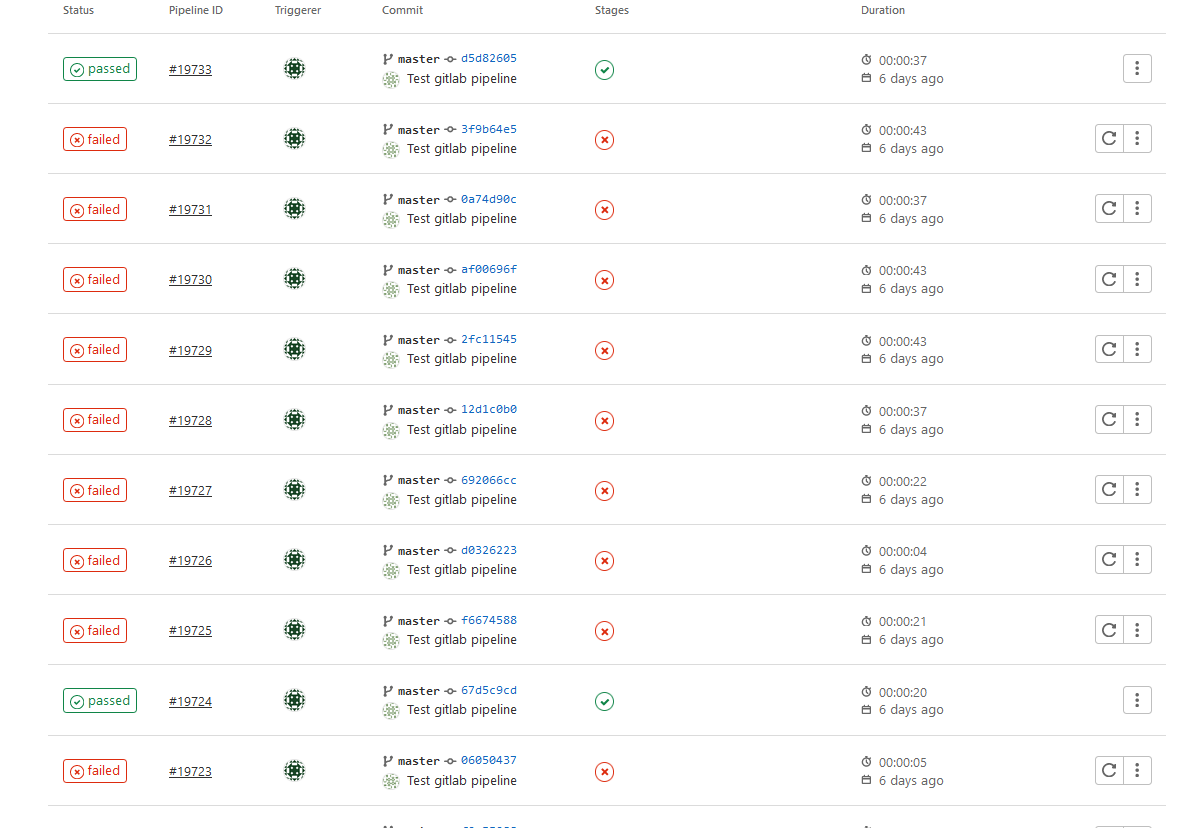 Status Pipeline ID Triggerer Commit Stages Duration
passed #19733 master d5d82605 00:00:37
Test gitlab pipeline 6 days ago
failed #19732 master 3f9b64e5 00:00:43
Test gitlab pipeline 6 days ago
failed #19731 master 0a74d90c 00:00:37
Test gitlab pipeline 6 days ago
failed #19730 master af00696f 00:00:43
Test gitlab pipeline 6 days ago
failed #19729 master 2fc11545 00:00:43
Test gitlab pipeline 6 days ago
failed #19728 master 12d1c0b0 00:00:37
Test gitlab pipeline 6 days ago
failed #19727 master 692066cc 00:00:22
Test gitlab pipeline 6 days ago
failed #19726 master d0326223 00:00:04
Test gitlab pipeline 6 days ago
failed #19725 master f6674588 00:00:21
Test gitlab pipeline 6 days ago
passed #19724 master 67d5c9cd 00:00:20
Test gitlab pipeline 6 days ago
failed #19723 master 06050437 00:00:05
Test gitlab pipeline 6 days ago